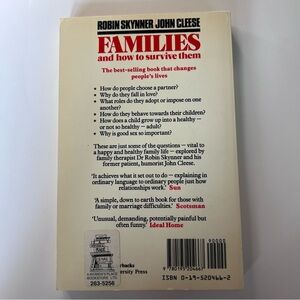 ROBIN SKYNNER JOHN CLEESE
FAMILIES
and how to survive them
The best-selling book that changes
people's lives
• How do people choose a partner?
• Why do they fall in love?
• What roles do they adopt or impose on one
another?
• How do they behave towards their children?
• How does a child grow up into a healthy —
or not so healthy — adult?
• Why is good sex so important?
These are just some of the questions — vital to
a happy and healthy family life — explored by
family therapist Dr Robin Skynner and his
former patient, humorist John Cleese.
'It achieves what it set out to do — explaining in
ordinary language to ordinary people just how
relationships work.' Sun
'A simple, down to earth book for those with
family or marriage difficulties.' Scotsman
'Unusual, demanding, potentially painful but
often funny.' Ideal Home
90000
9 780195 204667
ISBN 0-19-520466-2
University Press
263-5256